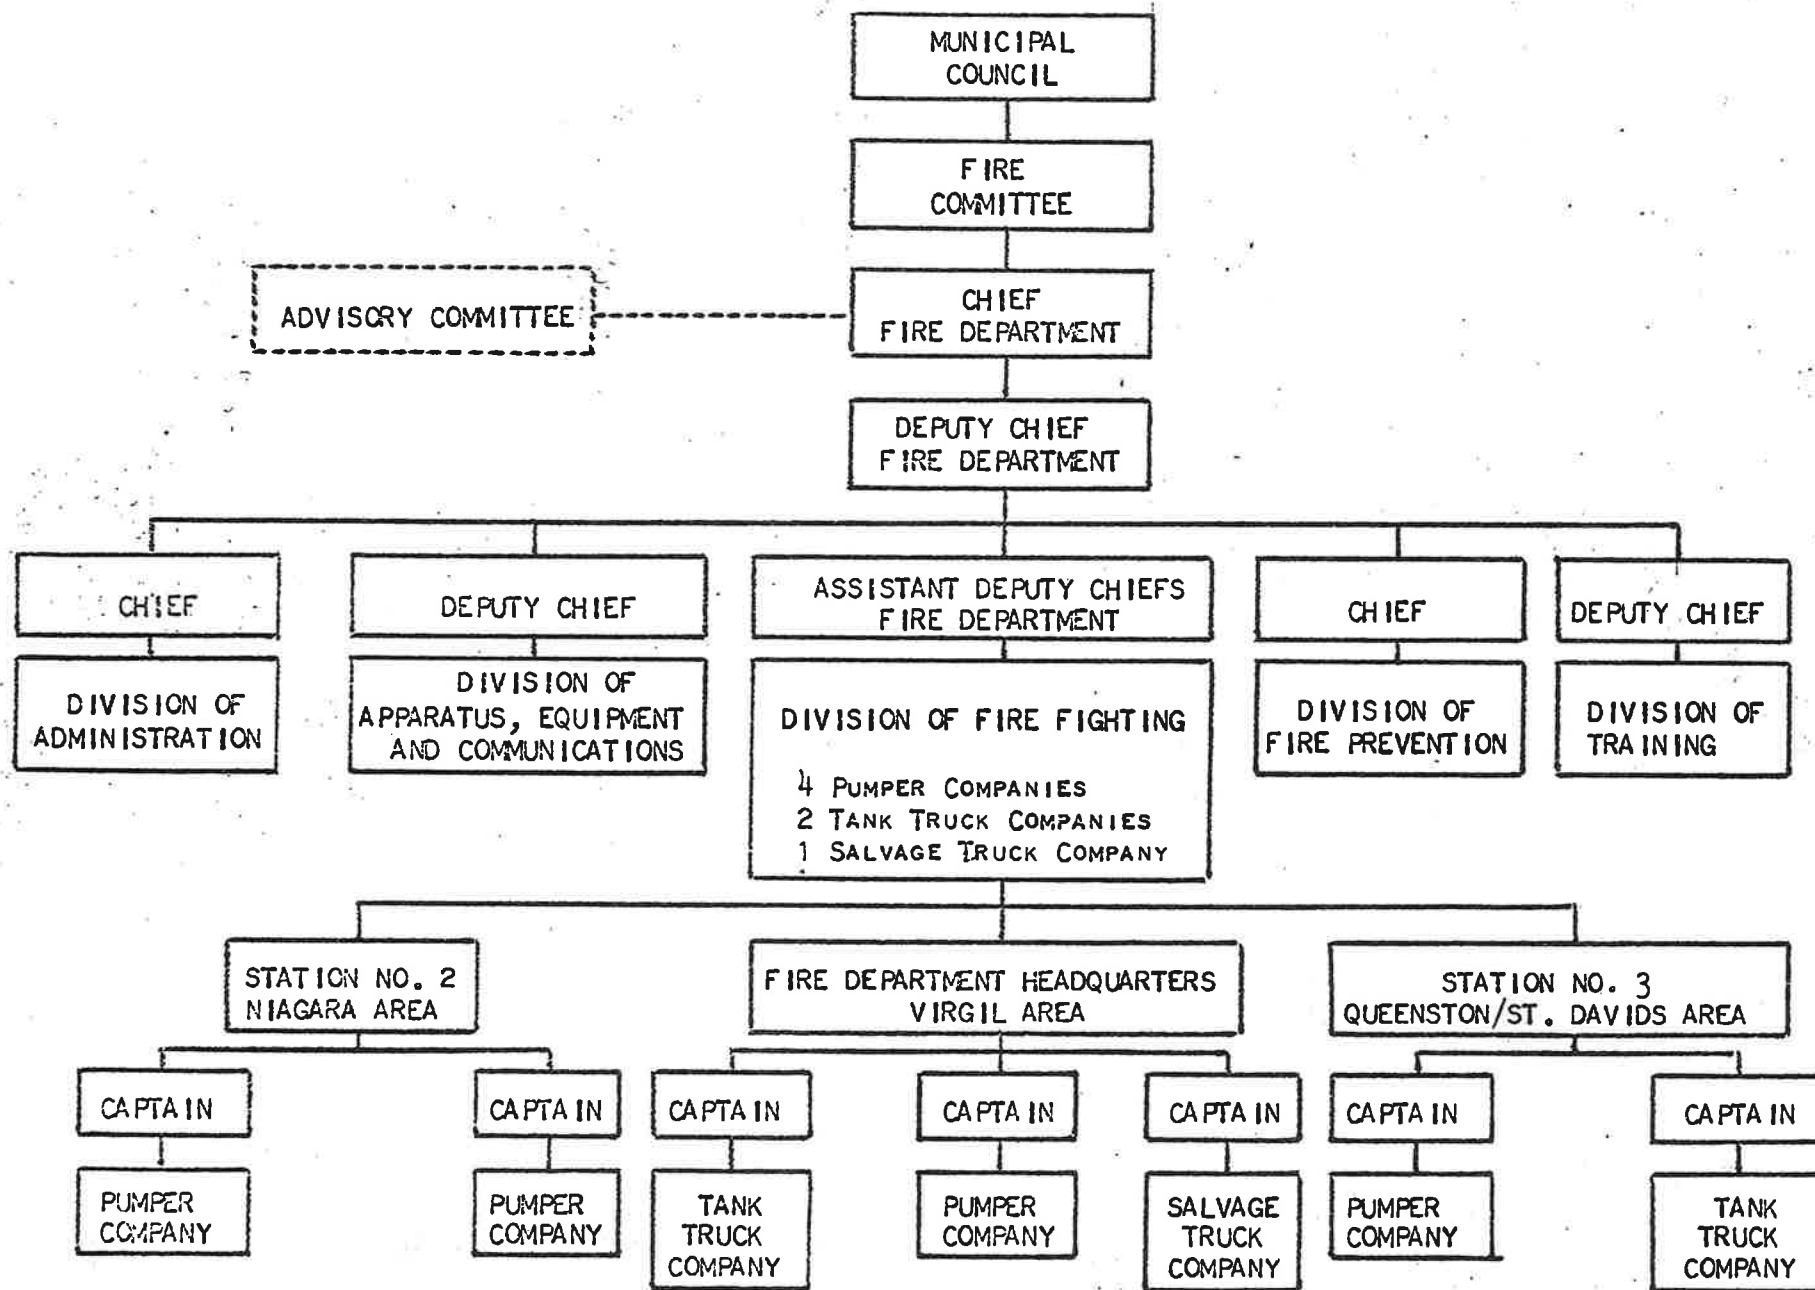 MUNICIPAL
COUNCIL
FIRE
COMMITTEE
ADVISORY COMMITTEE
CHIEF
FIRE DEPARTMENT
DEPUTY CHIEF
FIRE DEPARTMENT
CHIEF
DEPUTY CHIEF
ASSISTANT DEPUTY CHIEFS
FIRE DEPARTMENT
CHIEF
DEPUTY CHIEF
DIVISION OF
ADMINISTRATION
DIVISION OF
APPARATUS, EQUIPMENT
AND COMMUNICATIONS
DIVISION OF FIRE FIGHTING
4 PUMPER COMPANIES
2 TANK TRUCK COMPANIES
1 SALVAGE TRUCK COMPANY
DIVISION OF
FIRE PREVENTION
DIVISION OF
TRAINING
STATION NO. 2
NIAGARA AREA
FIRE DEPARTMENT HEADQUARTERS
VIRGIL AREA
STATION NO. 3
QUEENSTON/ST. DAVIDS AREA
CAPTAIN
CAPTAIN
CAPTAIN
CAPTAIN
CAPTAIN
CAPTAIN
CAPTAIN
PUMPER
COMPANY
PUMPER
COMPANY
TANK
TRUCK
COMPANY
PUMPER
COMPANY
SALVAGE
TRUCK
COMPANY
PUMPER
COMPANY
TANK
TRUCK
COMPANY